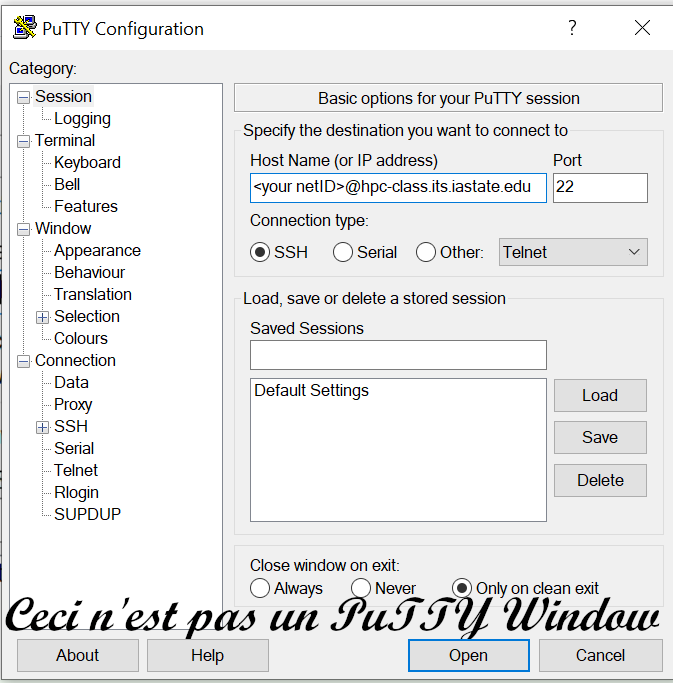 PuTTY Configuration
?
Category:
Session
Logging
Terminal
Keyboard
Bell
Features
Window
Appearance
Behaviour
Translation
Selection
Colours
Connection
Data
Proxy
SSH
Serial
Telnet
Rlogin
SUPDUP
Basic options for your PuTTY session
Specify the destination you want to connect to
Host Name (or IP address) Port
<your netID>@hpc-class.its.iastate.edu 22
Connection type:
SSH Serial Other: Telnet
Load, save or delete a stored session
Saved Sessions
Default Settings
Load
Save
Delete
Close window on exit:
Always Never Only on clean exit
Ceci n'est pas un PuTTY Window
About Help Open Cancel